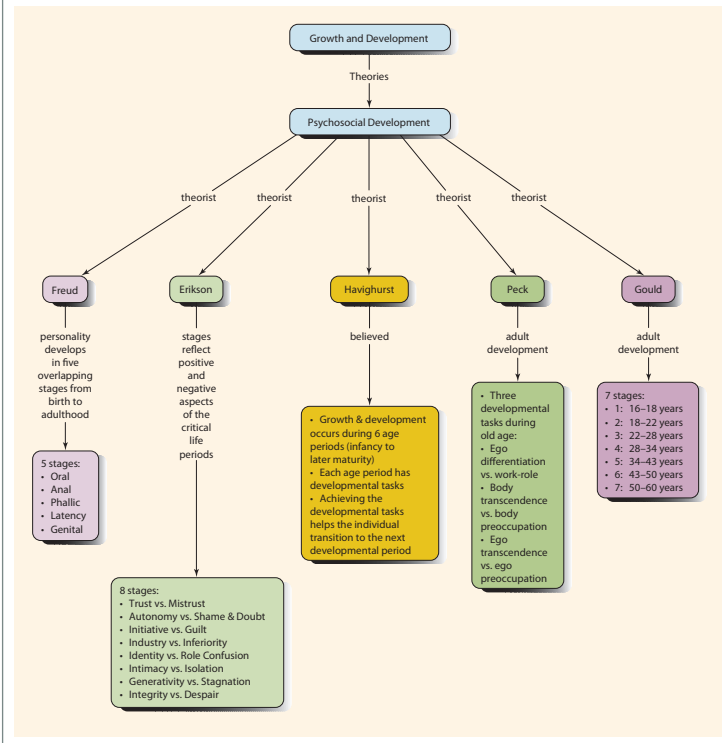 Growth and Development
Theories
Psychosocial Development
theorist
theorist
theorist
theorist
theorist
Freud
Erikson
Havighurst
Peck
Gould
personality
develops
in five
overlapping
stages from
birth to
adulthood
stages
reflect
positive
and
negative
aspects
of the
critical
life
periods
believed
adult
development
adult
development
5 stages:
• Oral
• Anal
• Phallic
• Latency
• Genital
8 stages:
• Trust vs. Mistrust
• Autonomy vs. Shame & Doubt
• Initiative vs. Guilt
• Industry vs. Inferiority
• Identity vs. Role Confusion
• Intimacy vs. Isolation
• Generativity vs. Stagnation
• Integrity vs. Despair
• Growth & development
occurs during 6 age
periods (infancy to
later maturity)
• Each age period has
developmental tasks
• Achieving the
developmental tasks
helps the individual
transition to the next
developmental period
• Three
developmental
tasks during
old age:
• Ego
differentiation
vs. work-role
• Body
transcendence
vs. body
preoccupation
• Ego
transcendence
vs. ego
preoccupation
7 stages:
• 1: 16–18 years
• 2: 18–22 years
• 3: 22–28 years
• 4: 28–34 years
• 5: 34–43 years
• 6: 43–50 years
• 7: 50–60 years